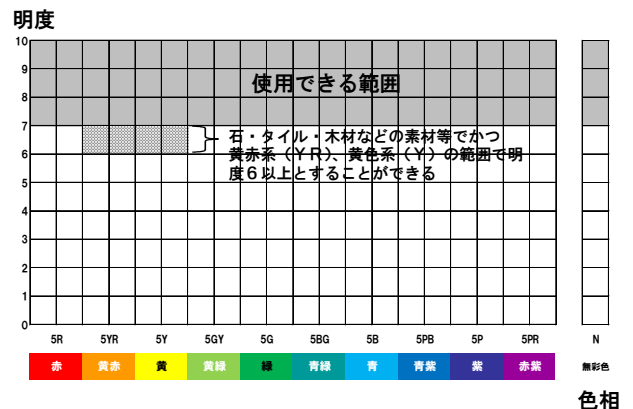 明度
10
9
8
7
6
5
4
3
2
1
0
使用できる範囲
石・タイル・木材などの素材等でかつ
黄赤系(YR)、黄色系(Y)の範囲で明
度6以上とすることができる
5R 5YR 5Y 5GY 5G 5BG 5B 5PB 5P 5PR N
赤 黄赤 黄 黄緑 緑 青緑 青 青紫 紫 赤紫 無彩色
色相